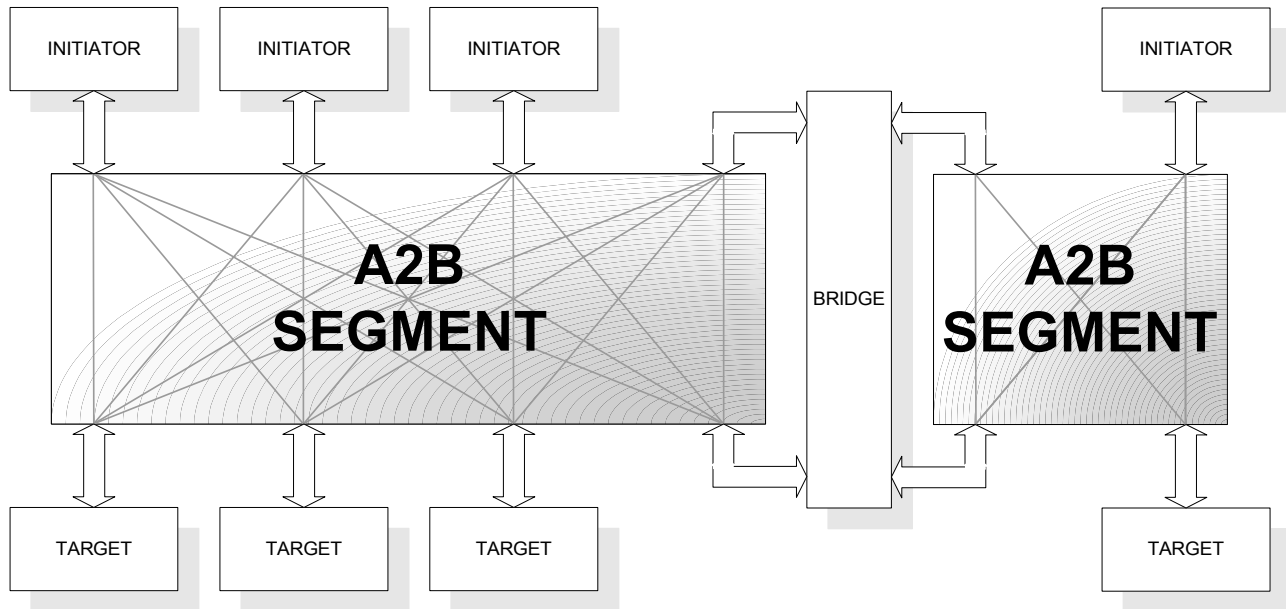 INITIATOR
INITIATOR
INITIATOR
INITIATOR
A2B
SEGMENT
BRIDGE
A2B
SEGMENT
TARGET
TARGET
TARGET
TARGET